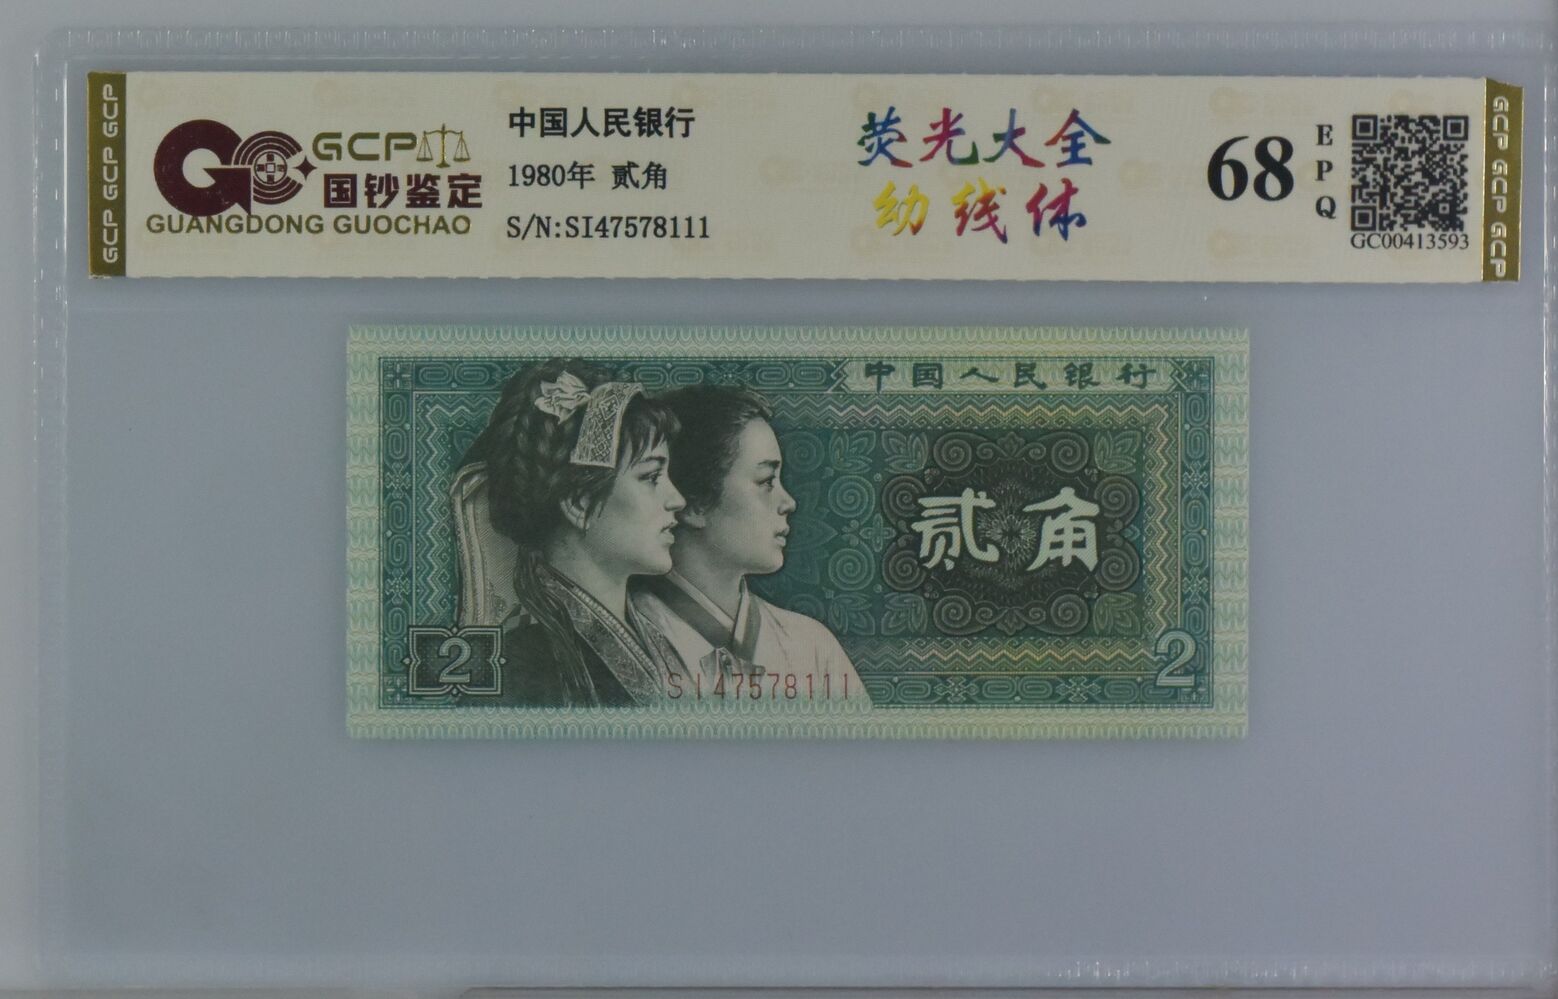 GCP GCP GCP
GCP
国钞鉴定
GUANGDONG GUOCHAO
中国人民银行
1980年 贰角
S/N:SI47578111
荧光大全
幼线体
68
EPQ
GC00413593
GCP GCP GCP
中国人民银行
贰角
2
2
SI47578111